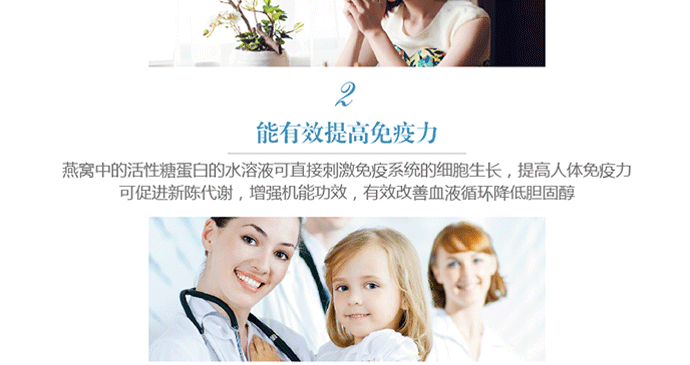 2
能有效提高免疫力
燕窝中的活性糖蛋白的水溶液可直接刺激免疫系统的细胞生长，提高人体免疫力
可促进新陈代谢，增强机能功效，有效改善血液循环降低胆固醇